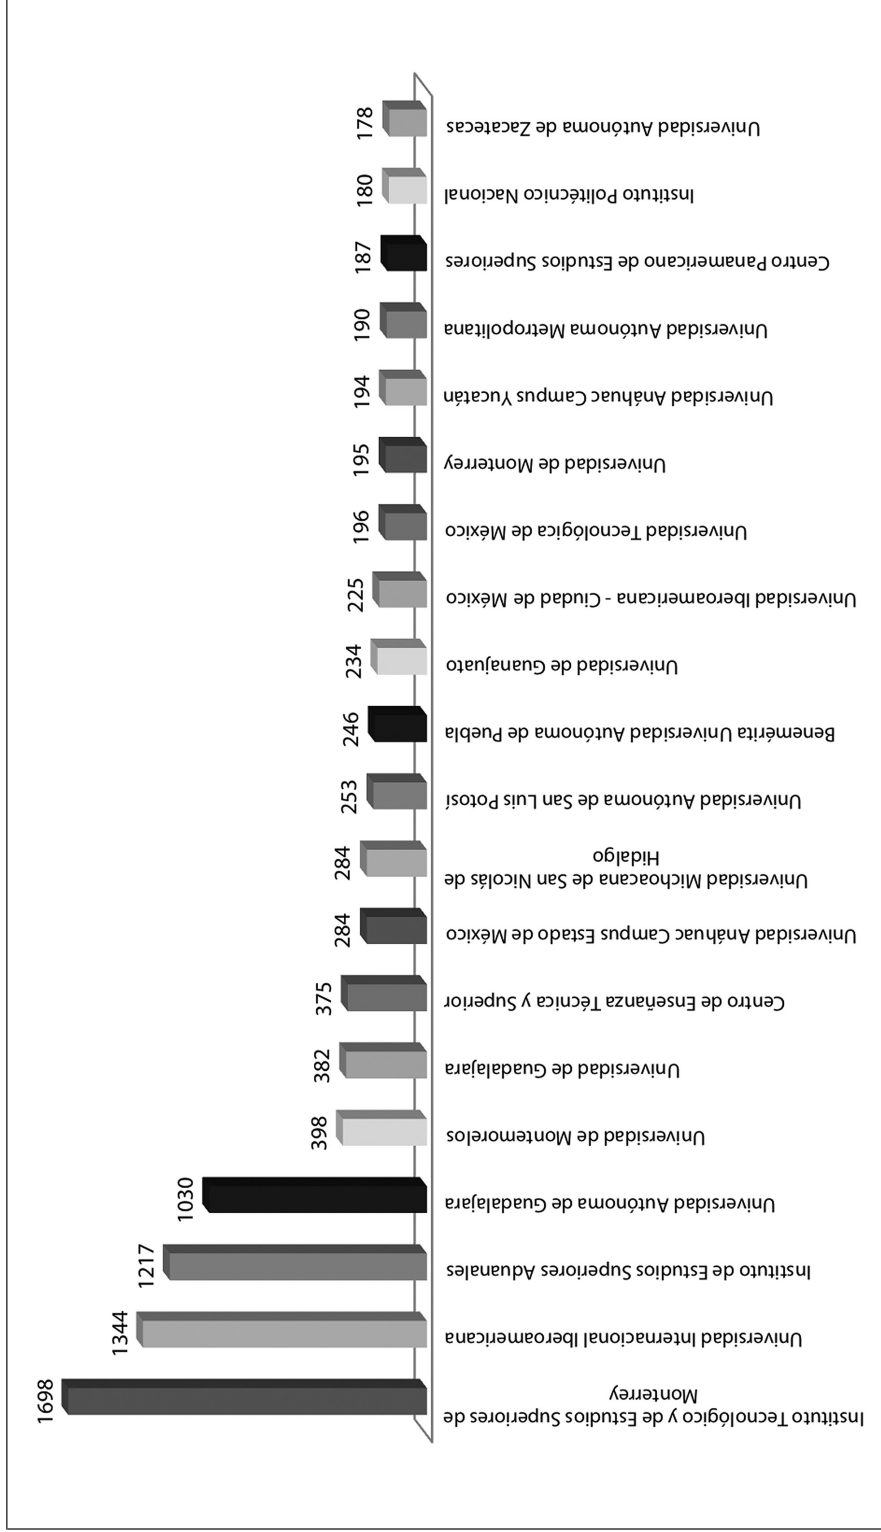 1698
Instituto Tecnológico y de Estudios Superiores de
Monterrey
1344
Universidad Internacional Iberoamericana
1217
Instituto de Estudios Superiores Aduanales
1030
Universidad Autónoma de Guadalajara
398
Universidad de Montemorelos
382
Universidad de Guadalajara
375
Centro de Enseñanza Técnica y Superior
284
Universidad Anáhuac Campus Estado de México
284
Universidad Michoacana de San Nicolás de
Hidalgo
253
Universidad Autónoma de San Luis Potosí
246
Benemérita Universidad Autónoma de Puebla
234
Universidad de Guanajuato
225
Universidad Iberoamericana - Ciudad de México
196
Universidad Tecnológica de México
195
Universidad de Monterrey
194
Universidad Anáhuac Campus Yucatán
190
Universidad Autónoma Metropolitana
187
Centro Panamericano de Estudios Superiores
180
Instituto Politécnico Nacional
178
Universidad Autónoma de Zacatecas